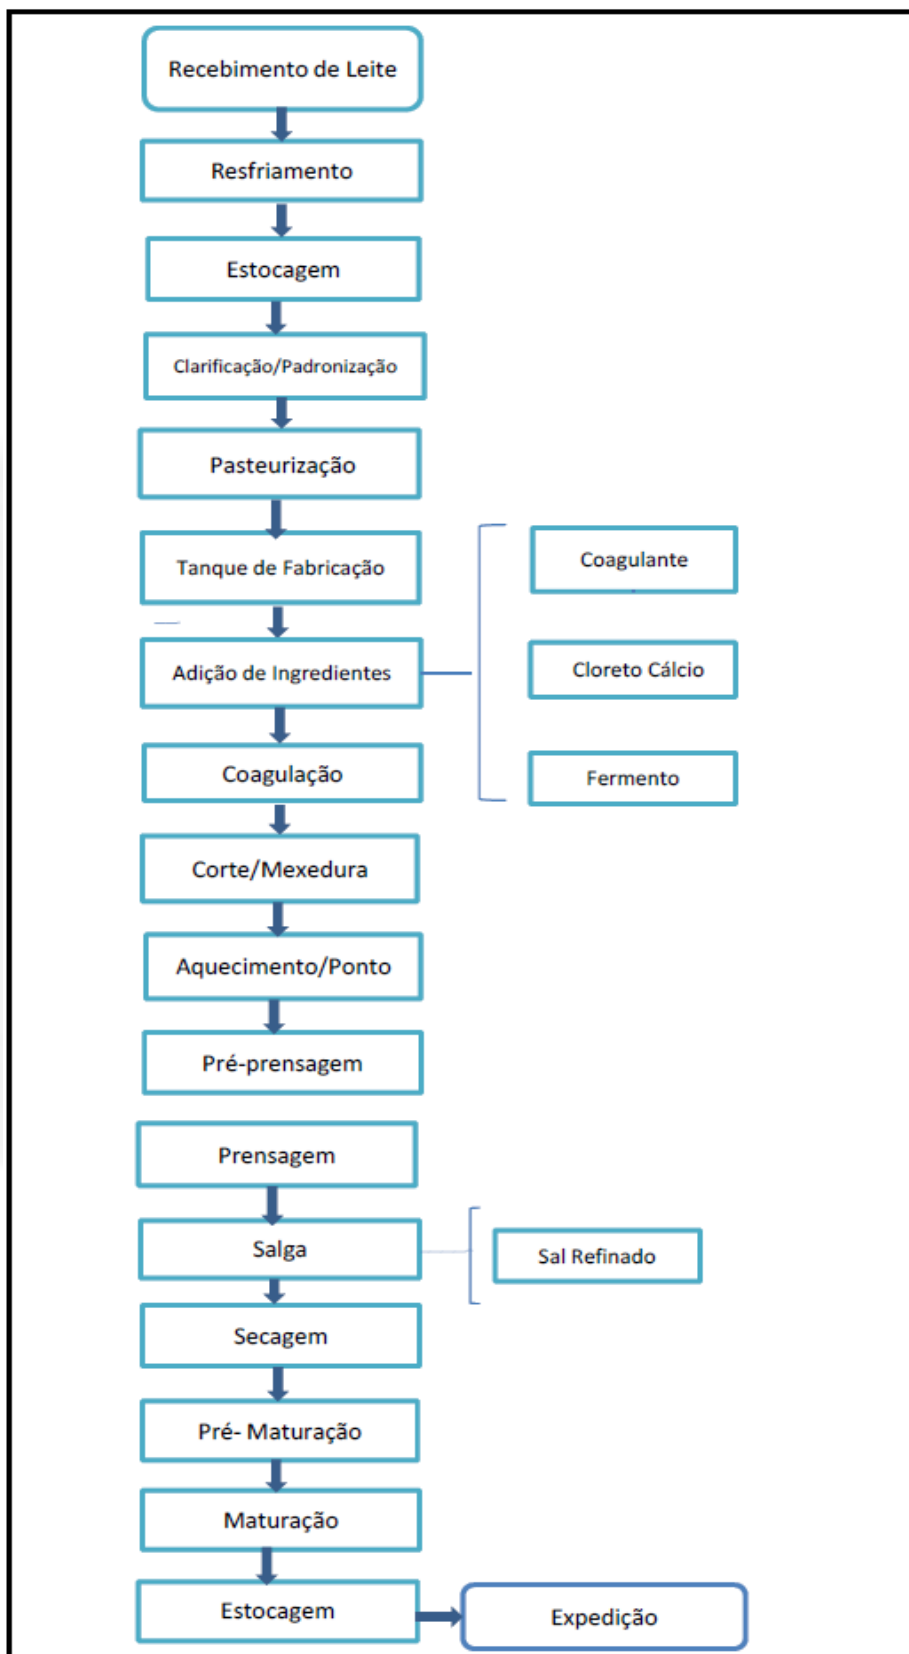 Recebimento de Leite
Resfriamento
Estocagem
Clarificação/Padronização
Pasteurização
Tanque de Fabricação
Adição de Ingredientes
Coagulante
Cloreto Cálcio
Fermento
Coagulação
Corte/Mexedura
Aquecimento/Ponto
Pré-prensagem
Prensagem
Salga
Sal Refinado
Secagem
Pré- Maturação
Maturação
Estocagem
Expedição